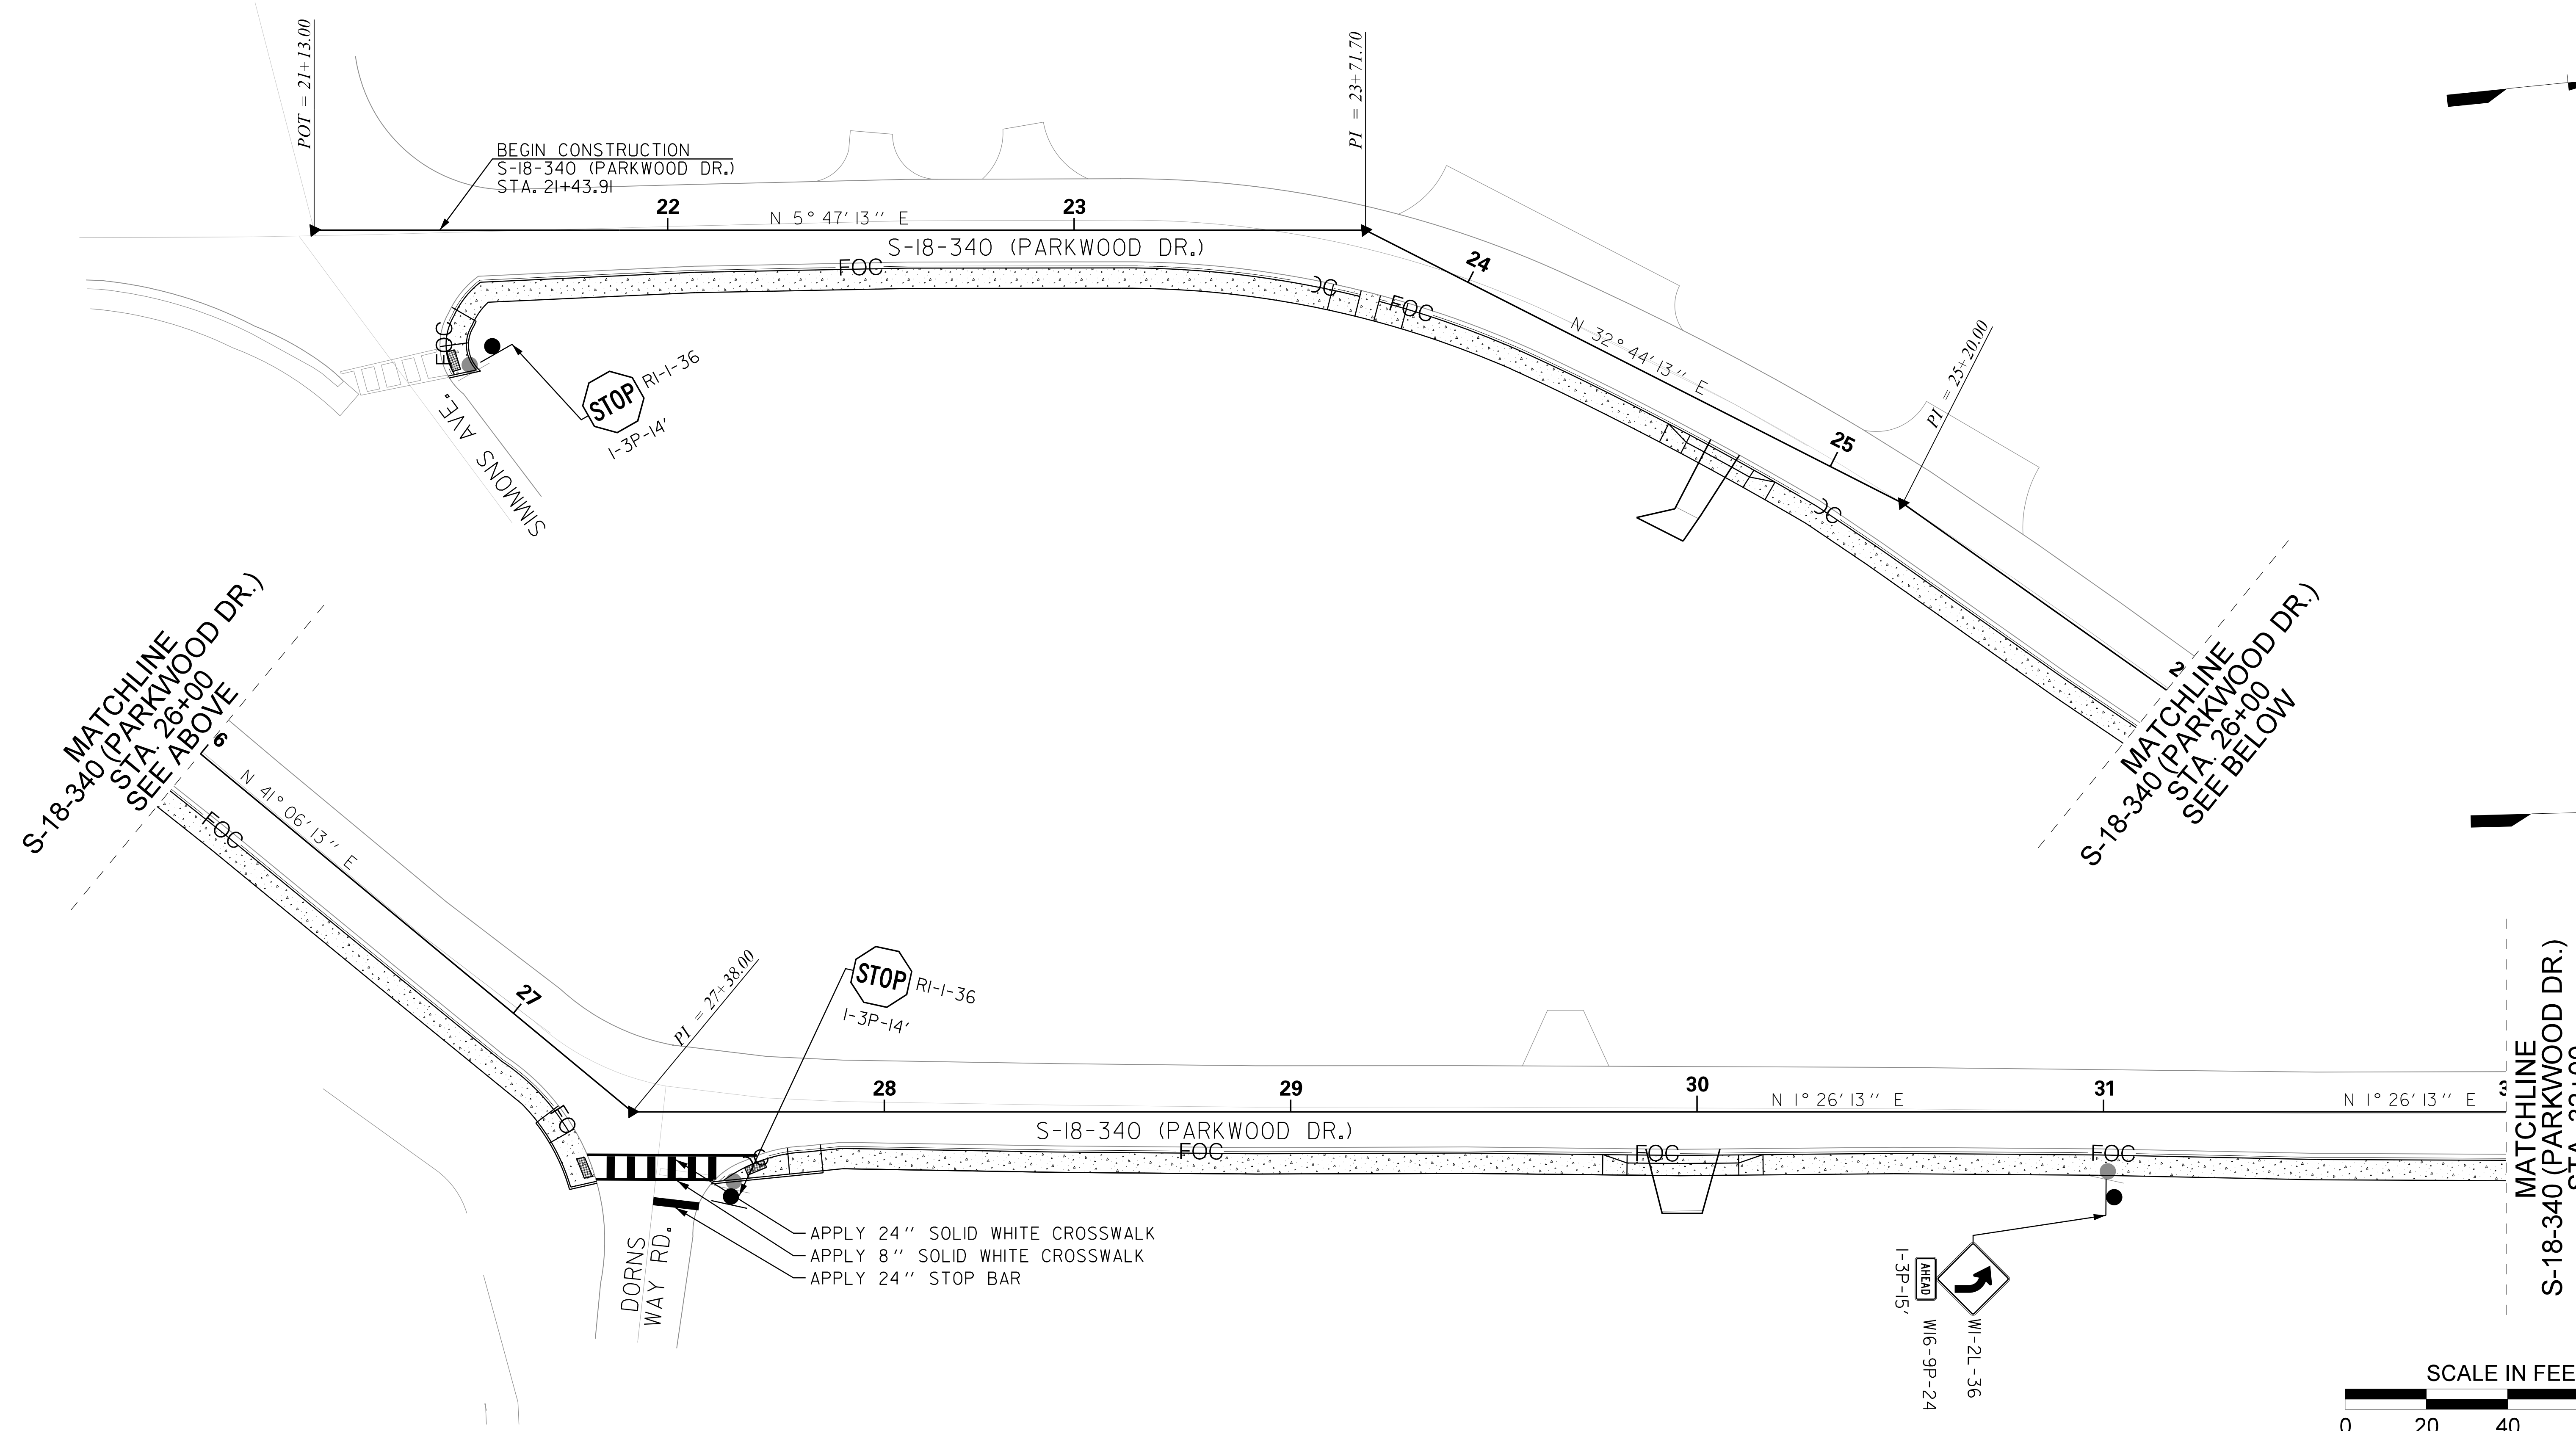 POT = 21+13.00
PI = 23+71.70
BEGIN CONSTRUCTION
S-18-340 (PARKWOOD DR.)
STA. 21+43.91
22
N 5° 47' 13'' E
23
S-18-340 (PARKWOOD DR.)
FOC
FOC
24
N 32° 44' 13'' E
25
PI = 25+20.00
FOC
STOP
R1-1-36
1-3P-14'
SIMMONS AVE.
2
MATCHLINE
S-18-340 (PARKWOOD DR.)
STA. 26+00
SEE BELOW
MATCHLINE
S-18-340 (PARKWOOD DR.)
STA. 26+00
SEE ABOVE
6
N 41° 06' 13'' E
FOC
27
PI = 27+38.00
STOP
R1-1-36
1-3P-14'
28
29
30
31
N 1° 26' 13'' E
N 1° 26' 13'' E
S-18-340 (PARKWOOD DR.)
FOC
FOC
FOC
APPLY 24'' SOLID WHITE CROSSWALK
APPLY 8'' SOLID WHITE CROSSWALK
APPLY 24'' STOP BAR
DORNS
WAY RD.
AHEAD
1-3P-15'
W16-9P-24
W1-2L-36
MATCHLINE
S-18-340 (PARKWOOD DR.)
SCALE IN FEE
0 20 40